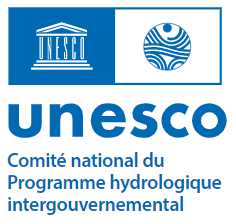 UNESCO
unesco
Comité national du
Programme hydrologique
intergouvernemental